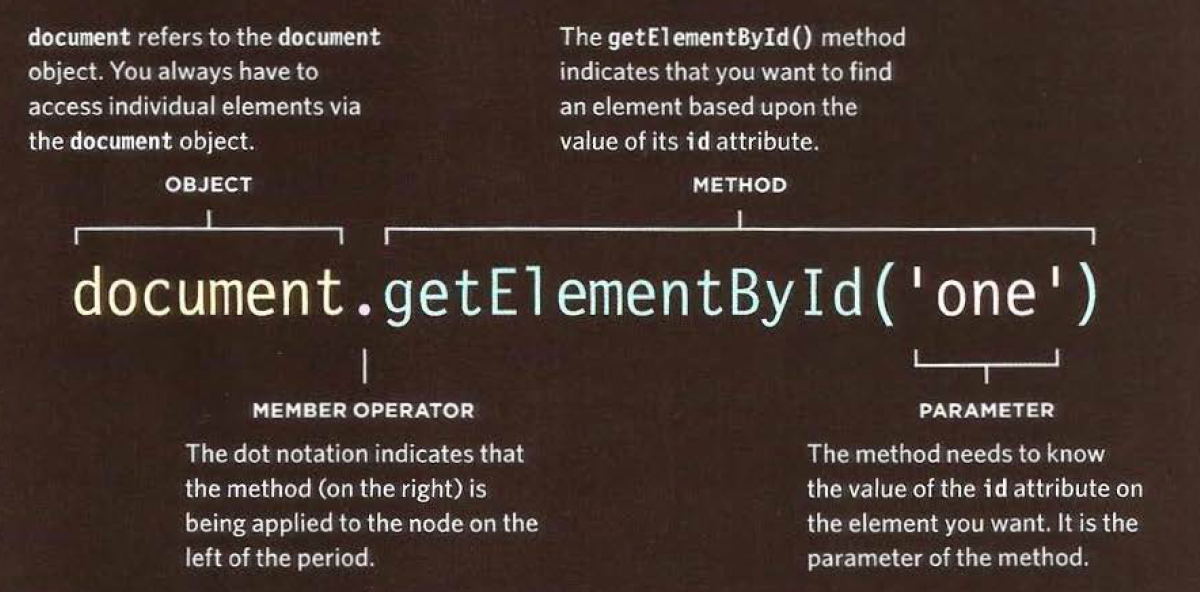 document refers to the document
object. You always have to
access individual elements via
the document object.
OBJECT
The getElementById() method
indicates that you want to find
an element based upon the
value of its id attribute.
METHOD
document.getElementById('one')
MEMBER OPERATOR
The dot notation indicates that
the method (on the right) is
being applied to the node on the
left of the period.
PARAMETER
The method needs to know
the value of the id attribute on
the element you want. It is the
parameter of the method.